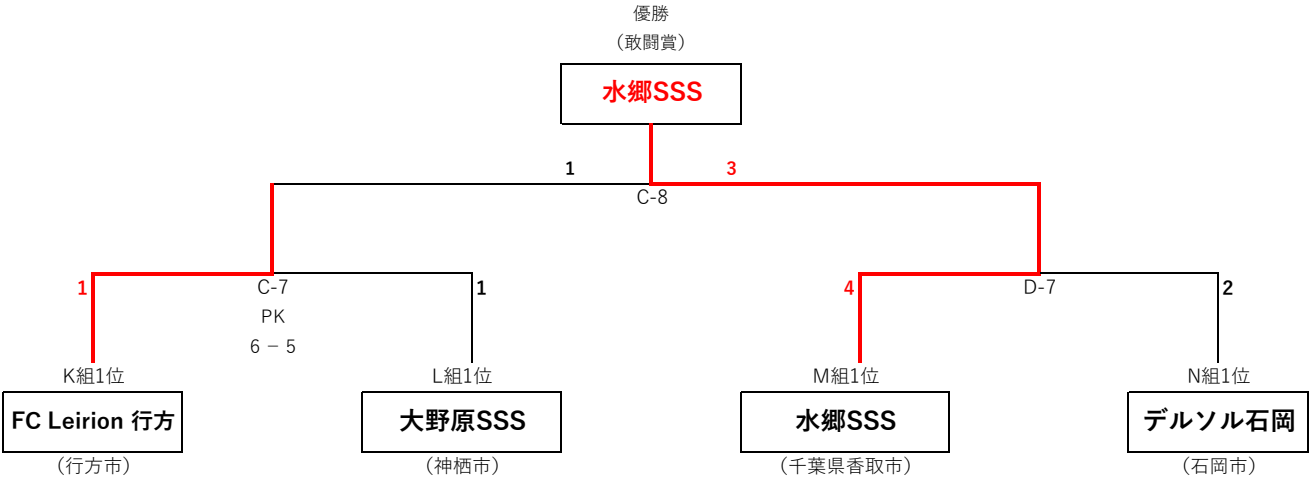 優勝
（敢闘賞）
水郷SSS
1
3
C-8
1
C-7
1
4
D-7
2
PK
6 － 5
K組1位
L組1位
M組1位
N組1位
FC Leirion 行方
大野原SSS
水郷SSS
デルソル石岡
（行方市）
（神栖市）
（千葉県香取市）
（石岡市）